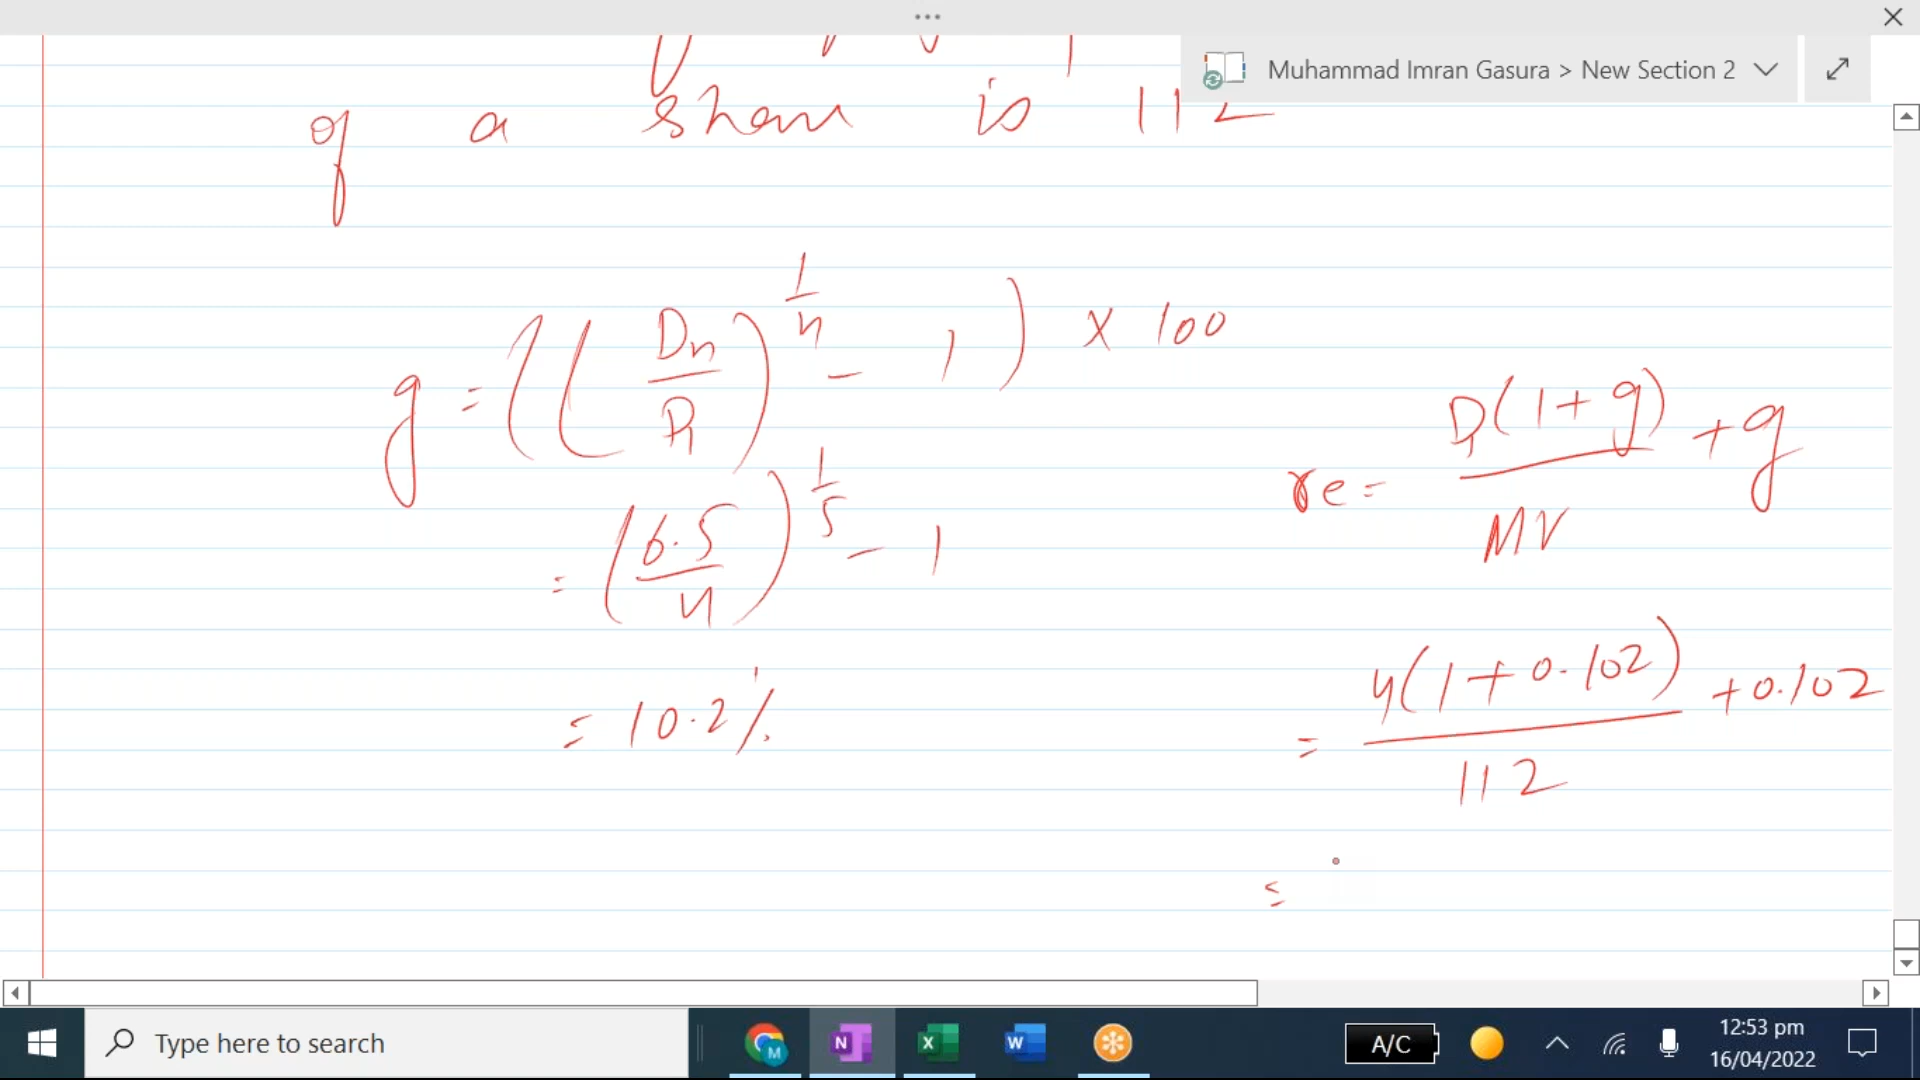 Muhammad Imran Gasura > New Section 2
of a share is 112
g = ((Dn/D1)^1/n - 1) × 100
= (6.5/4)^1/5 - 1
= 10.2%
re = D1(1+g)/MV + g
= 4(1+0.102)/112 + 0.102
=
Type here to search
A/C
12:53 pm
16/04/2022